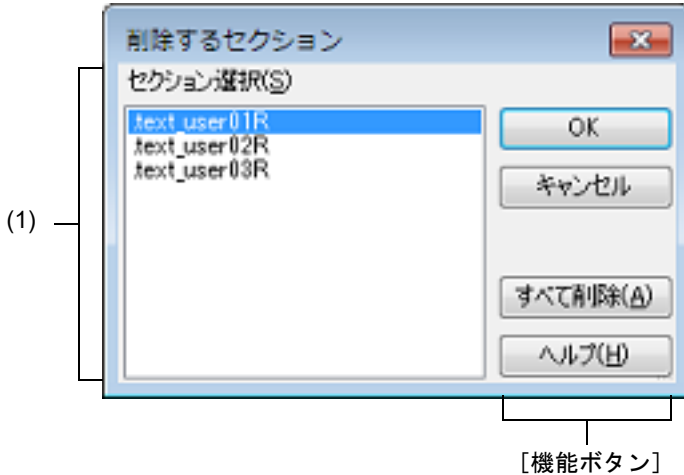 削除するセクション
セクション選択(S)
.text_user01R
.text_user02R
.text_user03R
OK
キャンセル
(1)
すべて削除(A)
ヘルプ(H)
[機能ボタン]